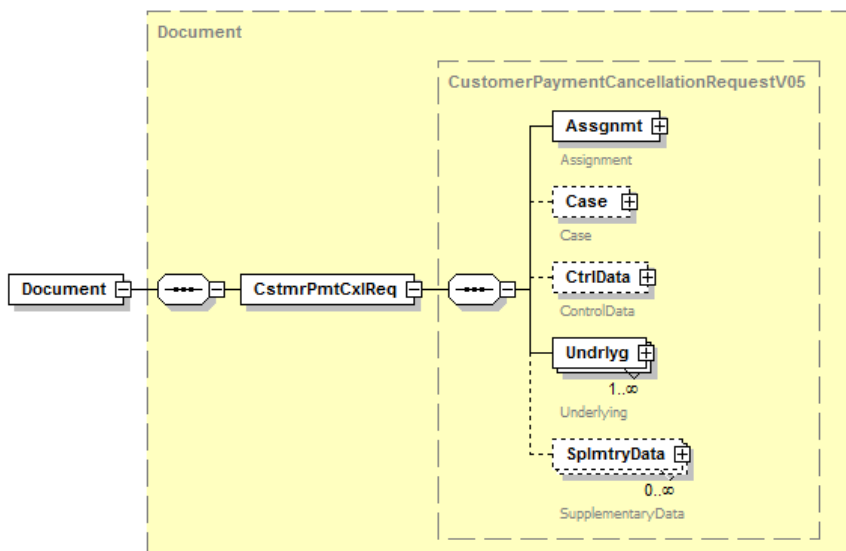 Document
CustomerPaymentCancellationRequestV05
Assgnmt
Assignment
Case
Case
CtrlData
ControlData
Document
CstmrPmtCxlReq
Undrlyg
1..∞
Underlying
SplmtryData
0..∞
SupplementaryData